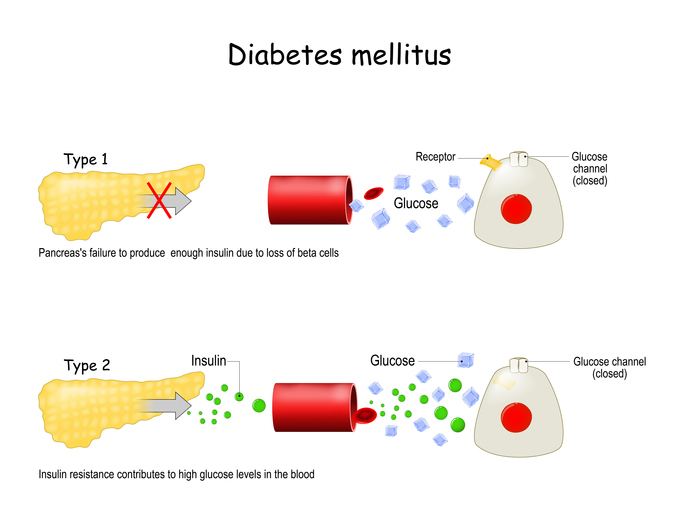 Diabetes mellitus
Type 1
Receptor
Glucose
channel
(closed)
Glucose
Pancreas's failure to produce  enough insulin due to loss of beta cells
Type 2
Insulin
Glucose
Glucose channel
(closed)
Insulin resistance contributes to high glucose levels in the blood